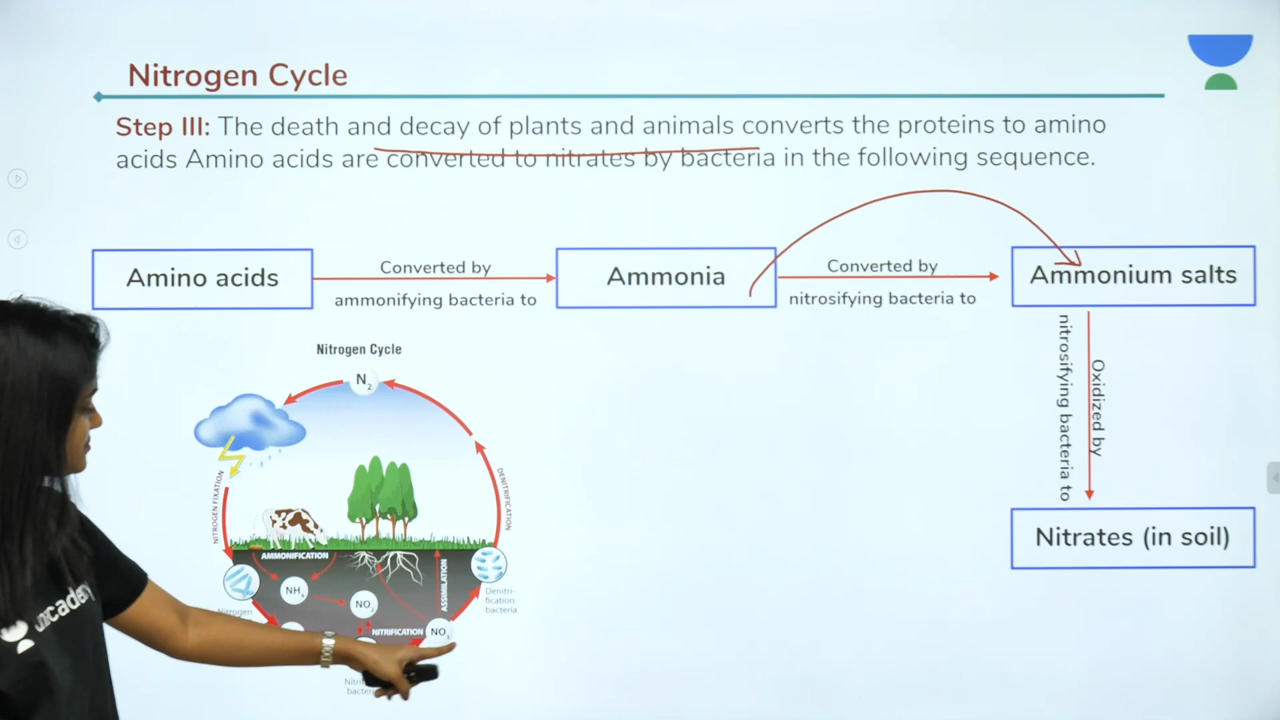 Nitrogen Cycle
Step III: The death and decay of plants and animals converts the proteins to amino
acids Amino acids are converted to nitrates by bacteria in the following sequence.
Amino acids
Converted by
ammonifying bacteria to
Ammonia
Converted by
nitrosifying bacteria to
Ammonium salts
Oxidized by
nitrosifying bacteria to
Nitrates (in soil)
Nitrogen Cycle
N2
NITROGEN FIXATION
DENITRIFICATION
AMMONIFICATION
NH4
NO2
ASSIMILATION
NITRIFICATION
NO3
Nitrogen
Denitri-
fication
bacteria